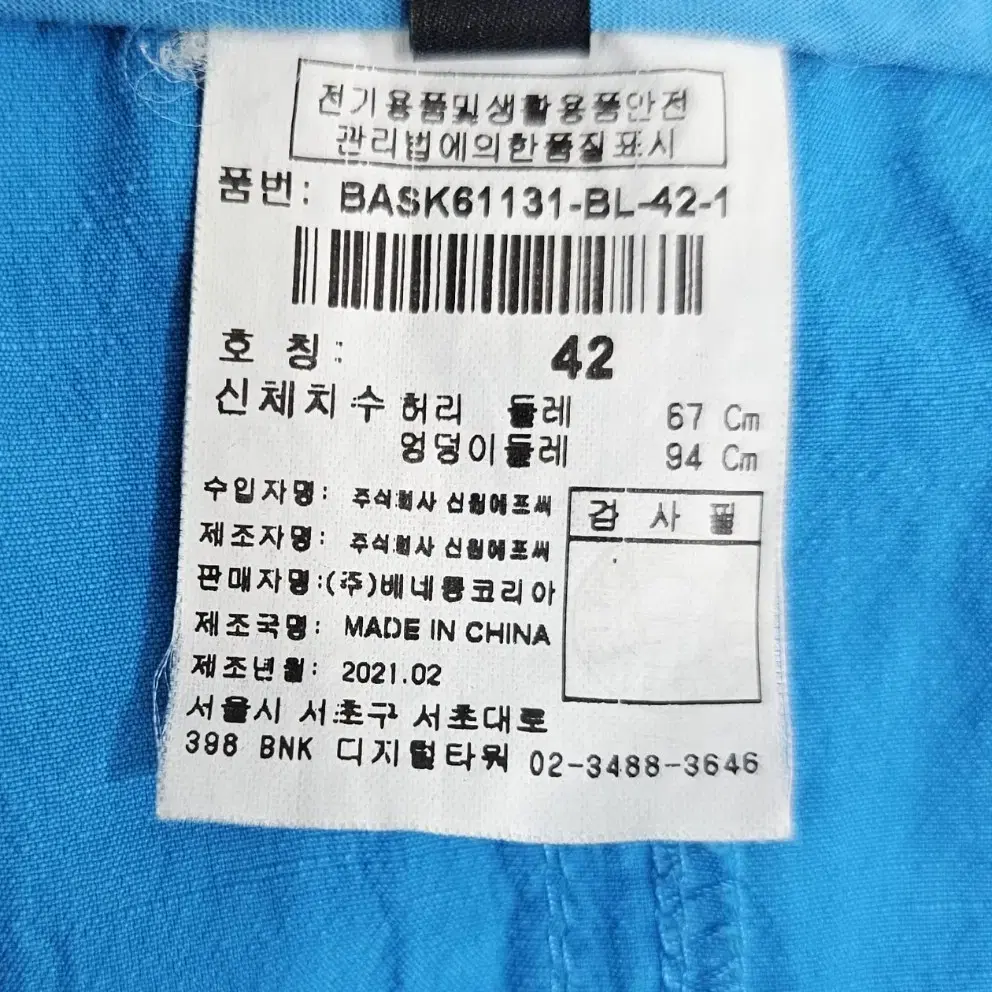 전기용품및생활용품안전
관리법에의한품질표시
품번: BASK61131-BL-42-1
호 칭: 42
신체치수 허리 둘레 67 Cm
엉덩이둘레 94 Cm
수입자명: 주식회사 신원에프써
제조자명: 주식회사 신원에프써
판매자명:(주)베네통코리아
제조국명: MADE IN CHINA
제조년월: 2021.02
서울시 서초구 서초대로
398 BNK 디지털타워 02-3488-3646
검 사 필